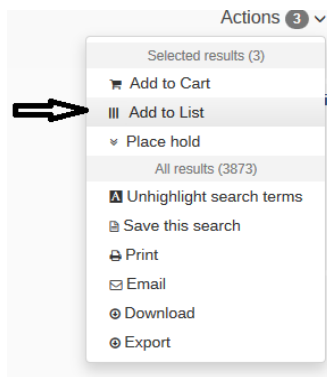 Actions 3
Selected results (3)
Add to Cart
Add to List
Place hold
All results (3873)
A Unhighlight search terms
Save this search
Print
Email
Download
Export